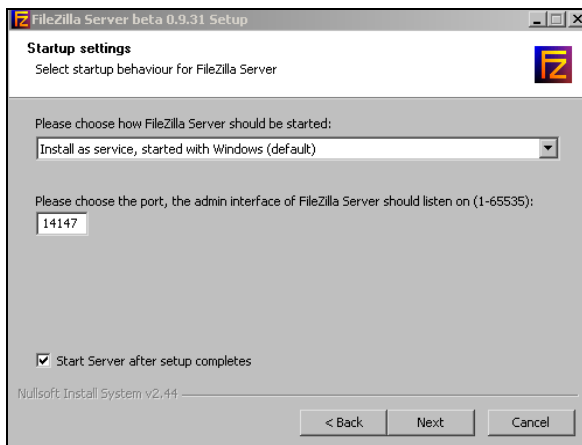 FileZilla Server beta 0.9.31 Setup
Startup settings
Select startup behaviour for FileZilla Server
FZ
Please choose how FileZilla Server should be started:
Install as service, started with Windows (default)
Please choose the port, the admin interface of FileZilla Server should listen on (1-65535):
14147
Start Server after setup completes
Nullsoft Install System v2.44
< Back Next Cancel